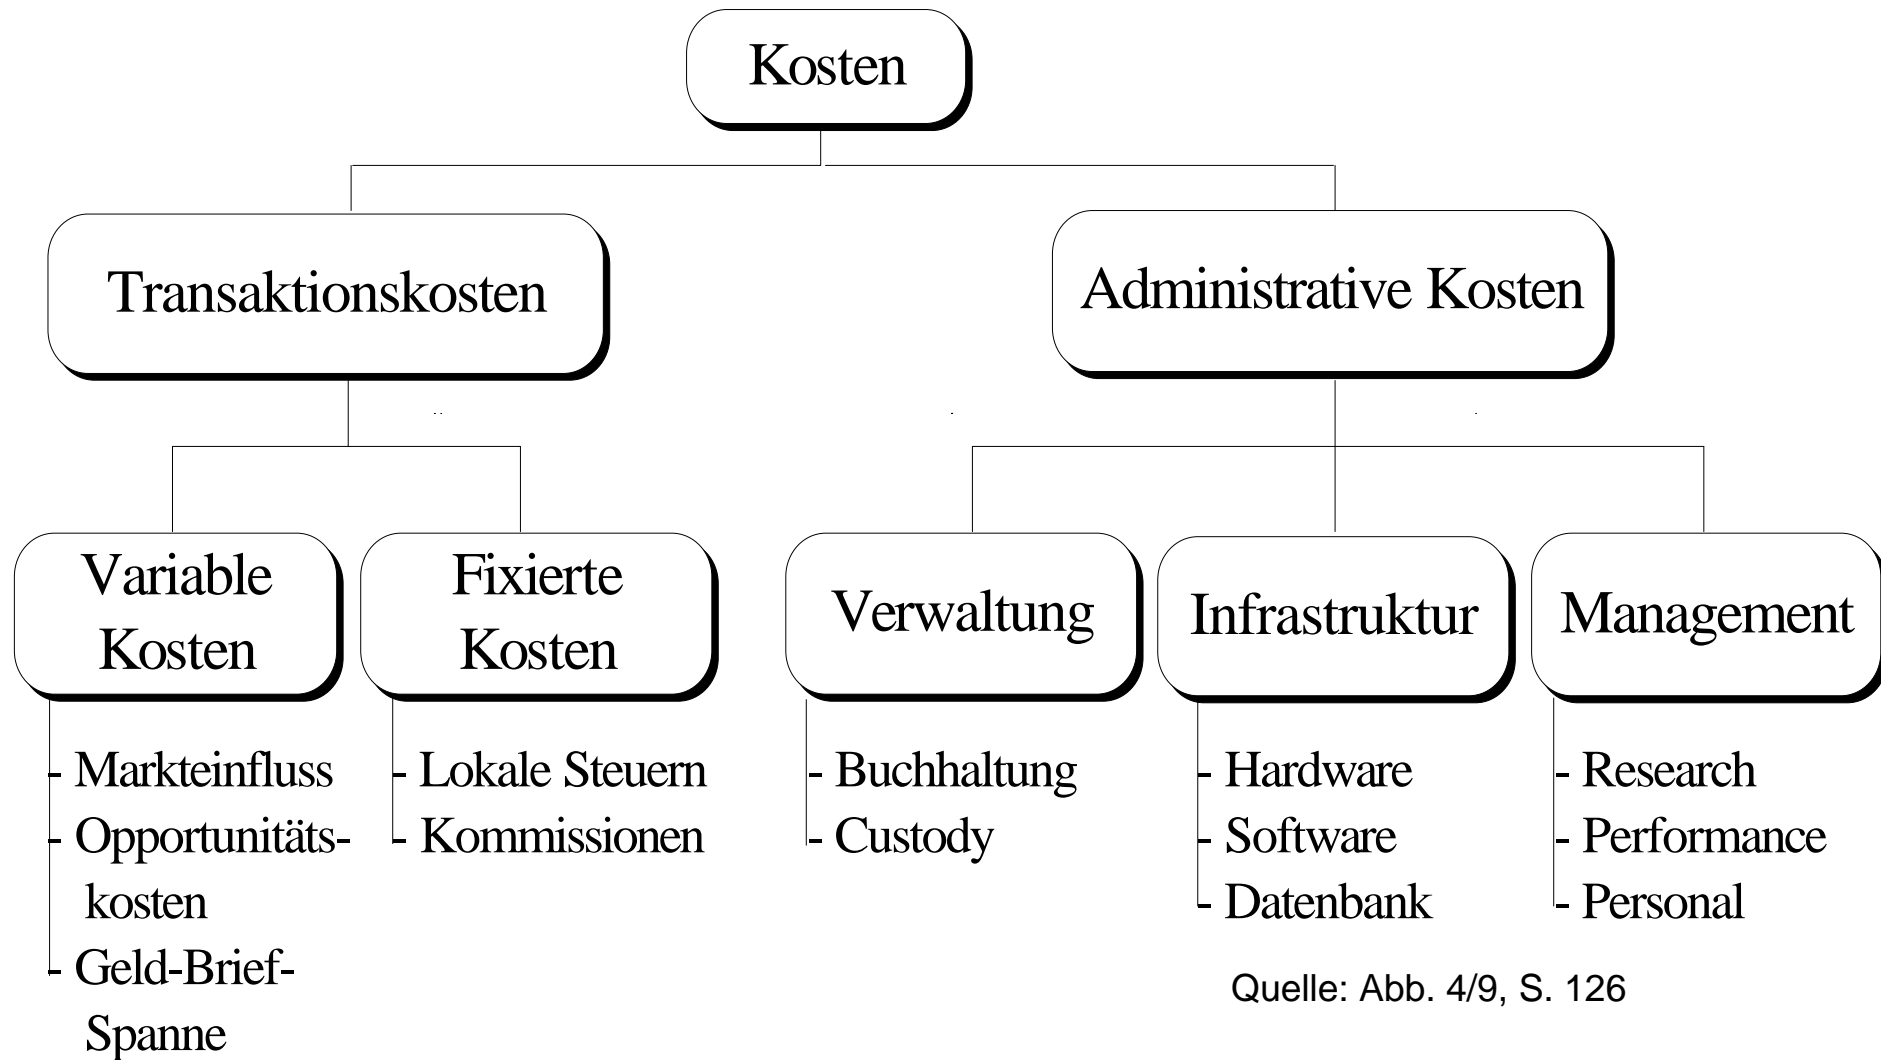 Kosten
Transaktionskosten
Administrative Kosten
Variable
Kosten
Fixierte
Kosten
Verwaltung
Infrastruktur
Management
- Markteinfluss
- Opportunitäts-
kosten
- Geld-Brief-
Spanne
- Lokale Steuern
- Kommissionen
- Buchhaltung
- Custody
- Hardware
- Software
- Datenbank
- Research
- Performance
- Personal
Quelle: Abb. 4/9, S. 126